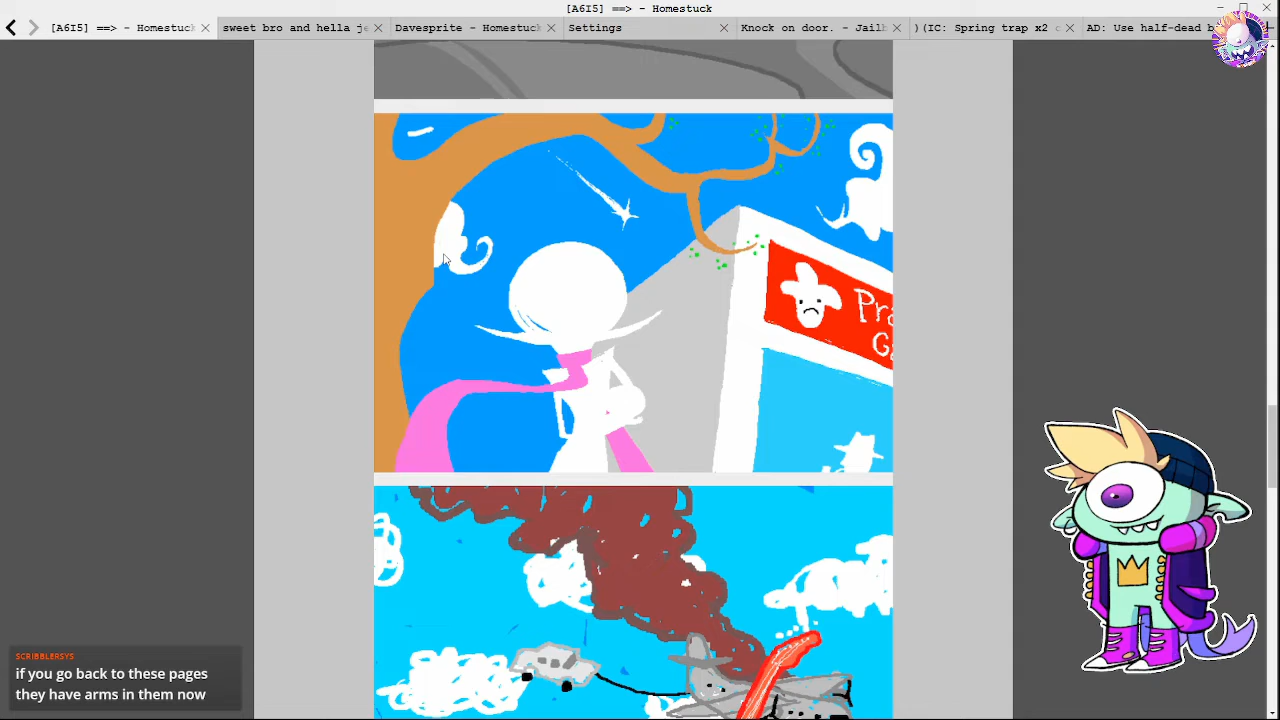 [A6I5] ==> - Homestuck
[A6I5] ==> - Homestuck
sweet bro and hella je
Davesprite - Homestuck
Settings
Knock on door. - Jailb
)(IC: Spring trap x2 c
AD: Use half-dead b
Pra
G
SCRIBBLERSYS
if you go back to these pages
they have arms in them now